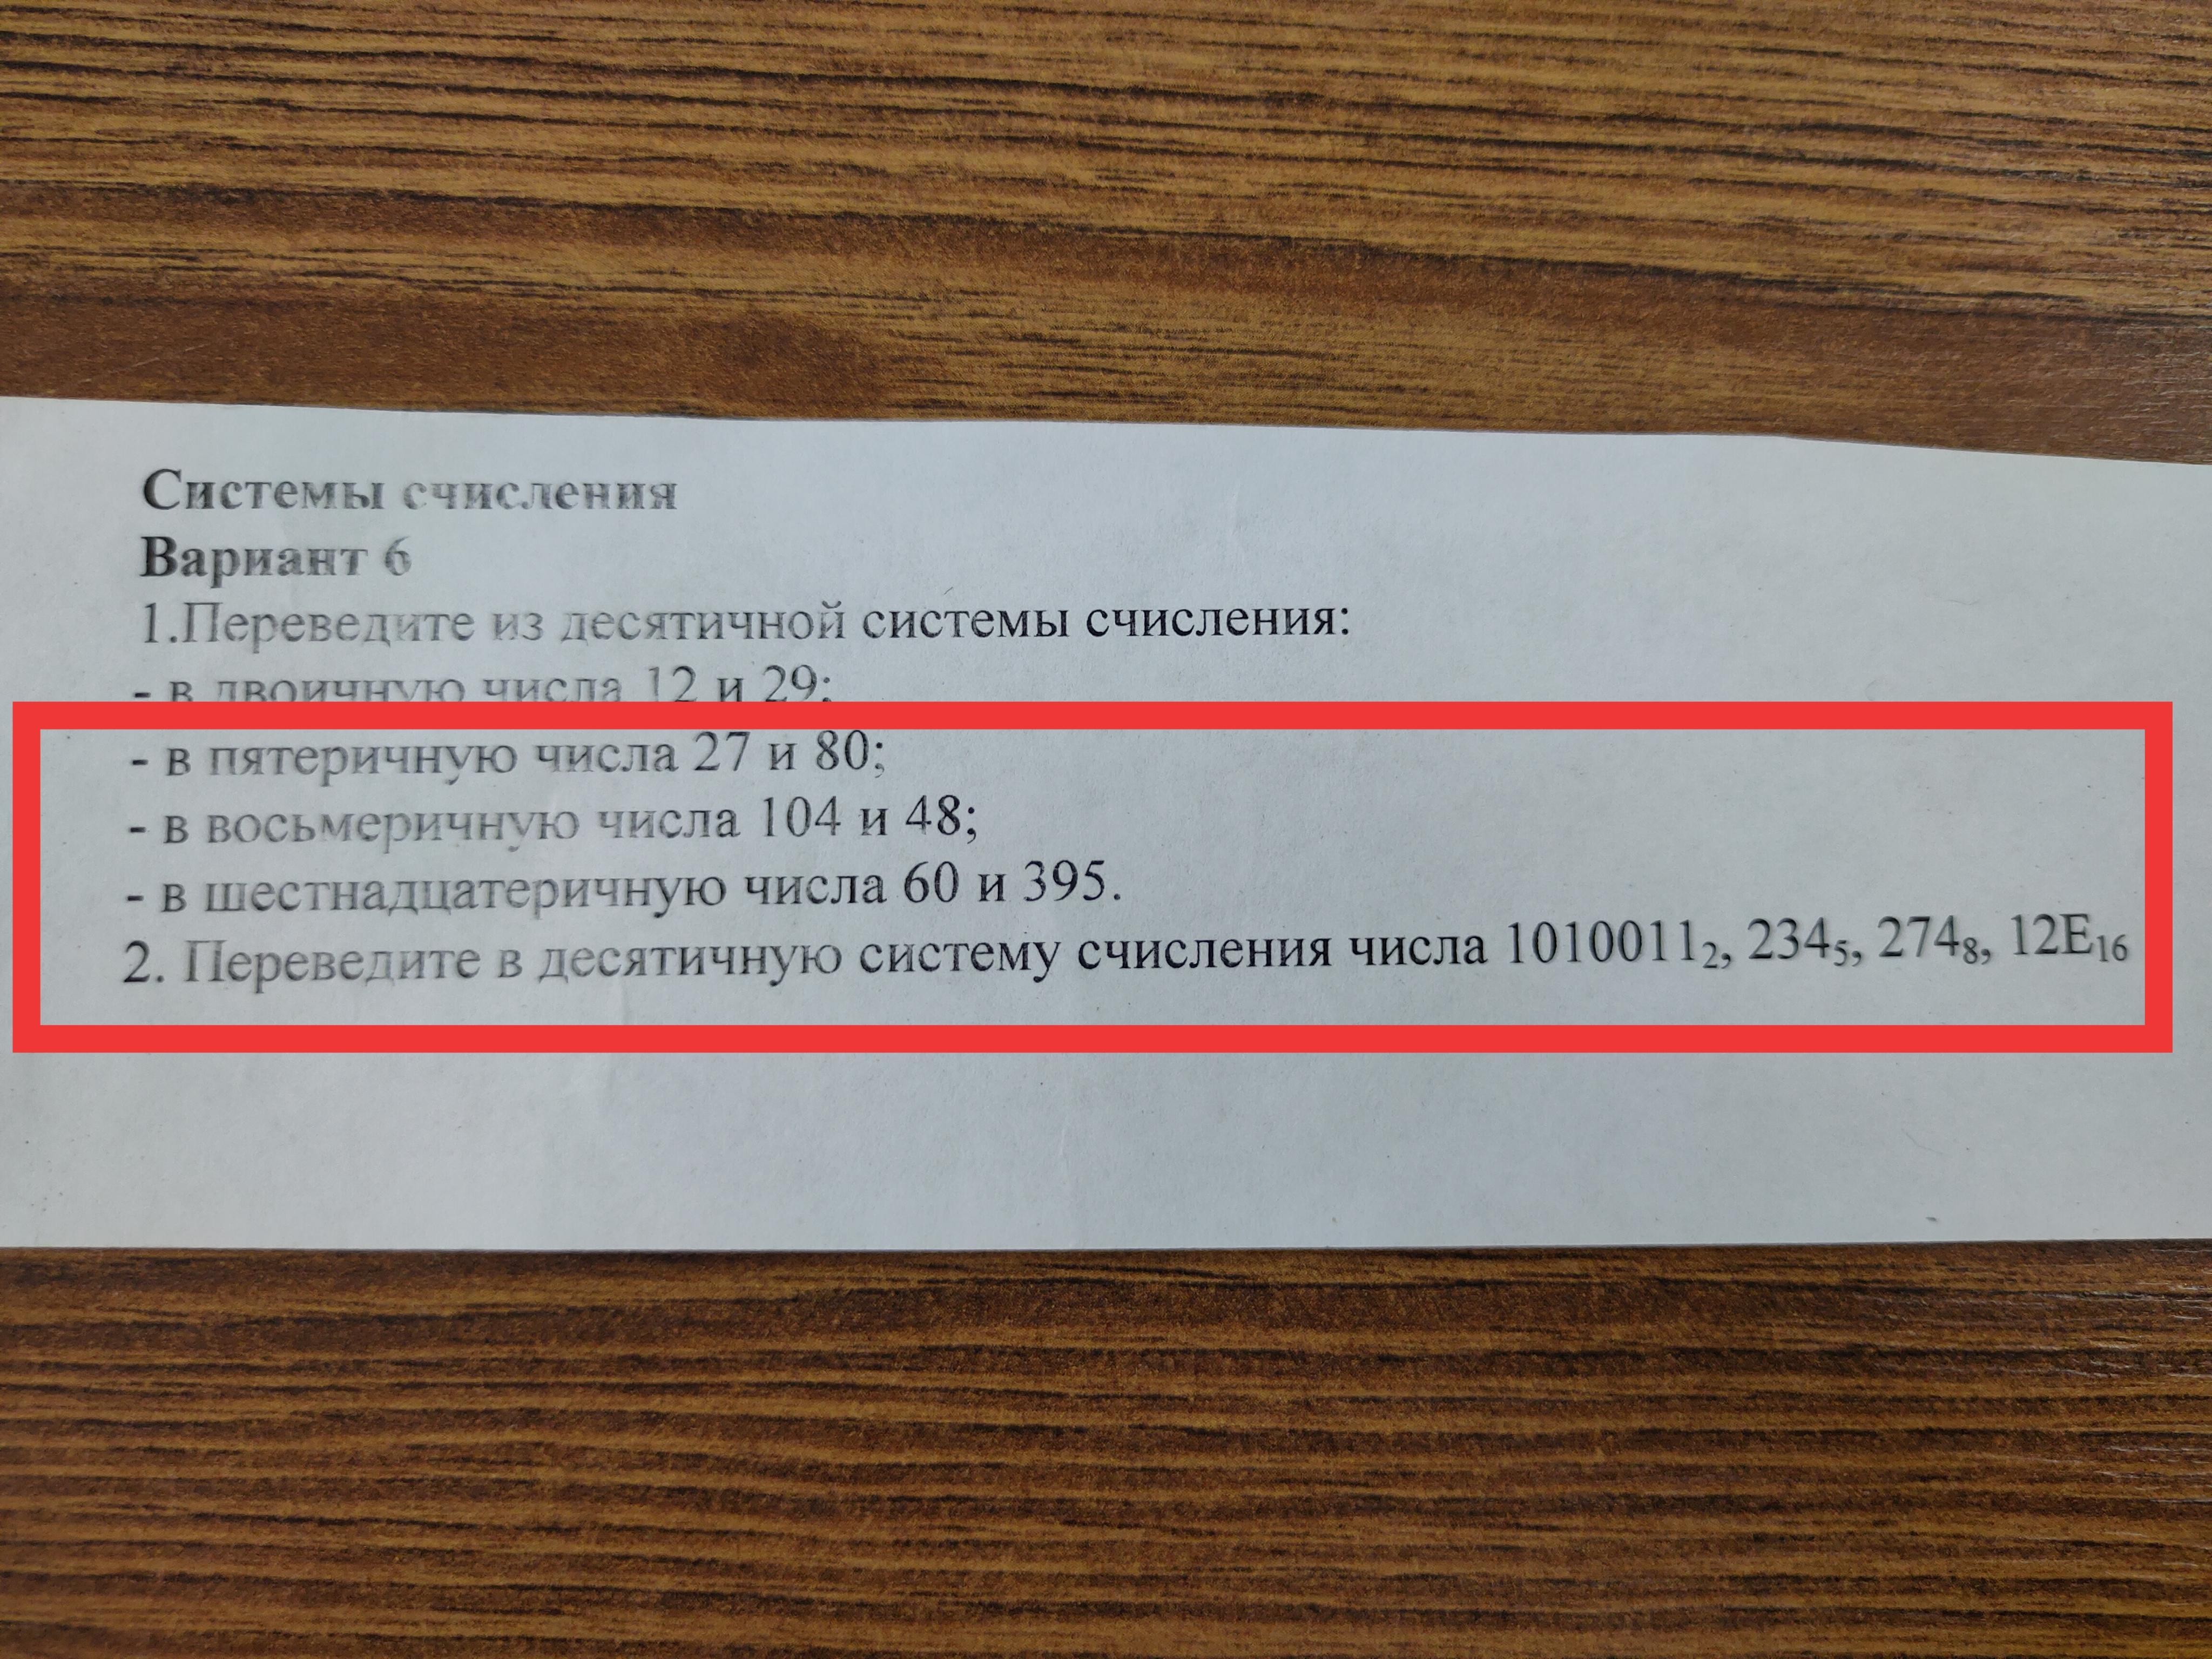 Системы счисления
Вариант 6
1.Переведите из десятичной системы счисления:
- в двоичную числа 12 и 29;
- в пятеричную числа 27 и 80;
- в восьмеричную числа 104 и 48;
- в шестнадцатеричную числа 60 и 395.
2. Переведите в десятичную систему счисления числа 1010011₂, 234₅, 274₈, 12E₁₆